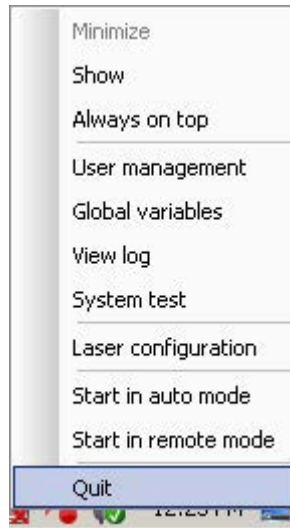 Minimize
Show
Always on top
User management
Global variables
View log
System test
Laser configuration
Start in auto mode
Start in remote mode
Quit